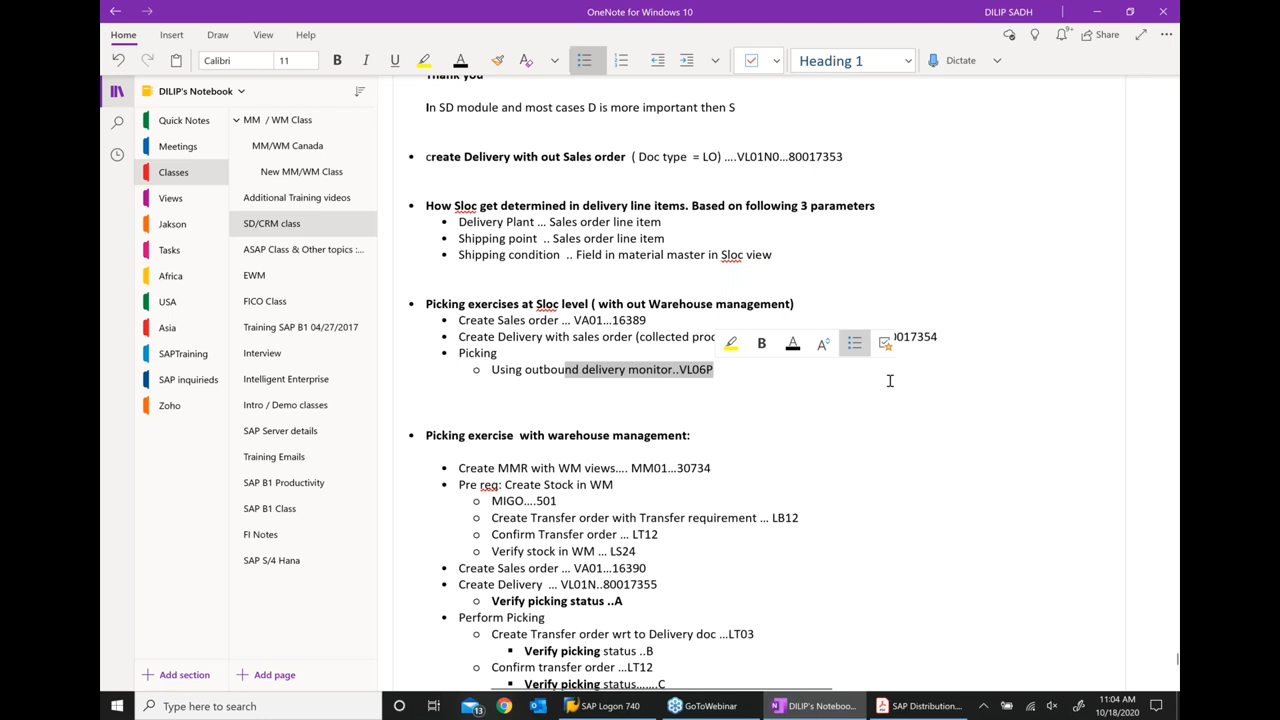 OneNote for Windows 10
DILIP SADH
Home
Insert
Draw
View
Help
9+
Share
Calibri
11
B
I
U
A
Heading 1
Dictate
DILIP's Notebook
Quick Notes
Meetings
Classes
Views
Jakson
Tasks
Africa
USA
Asia
SAPTraining
SAP inquirieds
Zoho
Add section
MM / WM Class
MM/WM Canada
New MM/WM Class
Additional Training videos
SD/CRM class
ASAP Class & Other topics :...
EWM
FICO Class
Training SAP B1 04/27/2017
Interview
Intelligent Enterprise
Intro / Demo classes
SAP Server details
Training Emails
SAP B1 Productivity
SAP B1 Class
FI Notes
SAP S/4 Hana
Add page
Thank you
In SD module and most cases D is more important then S
create Delivery with out Sales order ( Doc type = LO) ....VL01N0...80017353
How Sloc get determined in delivery line items. Based on following 3 parameters
Delivery Plant ... Sales order line item
Shipping point .. Sales order line item
Shipping condition .. Field in material master in Sloc view
Picking exercises at Sloc level ( with out Warehouse management)
Create Sales order ... VA01...16389
Create Delivery with sales order (collected proc 0017354
Picking
Using outbound delivery monitor..VL06P
B
A
A
Picking exercise with warehouse management:
Create MMR with WM views.... MM01...30734
Pre req: Create Stock in WM
MIGO....501
Create Transfer order with Transfer requirement ... LB12
Confirm Transfer order ... LT12
Verify stock in WM ... LS24
Create Sales order ... VA01...16390
Create Delivery ... VL01N..80017355
Verify picking status ..A
Perform Picking
Create Transfer order wrt to Delivery doc ...LT03
Verify picking status ..B
Confirm transfer order ...LT12
Verify picking status.......C
Type here to search
13
SAP Logon 740
GoToWebinar
DILIP's Noteboo...
SAP Distribution...
11:04 AM
10/18/2020